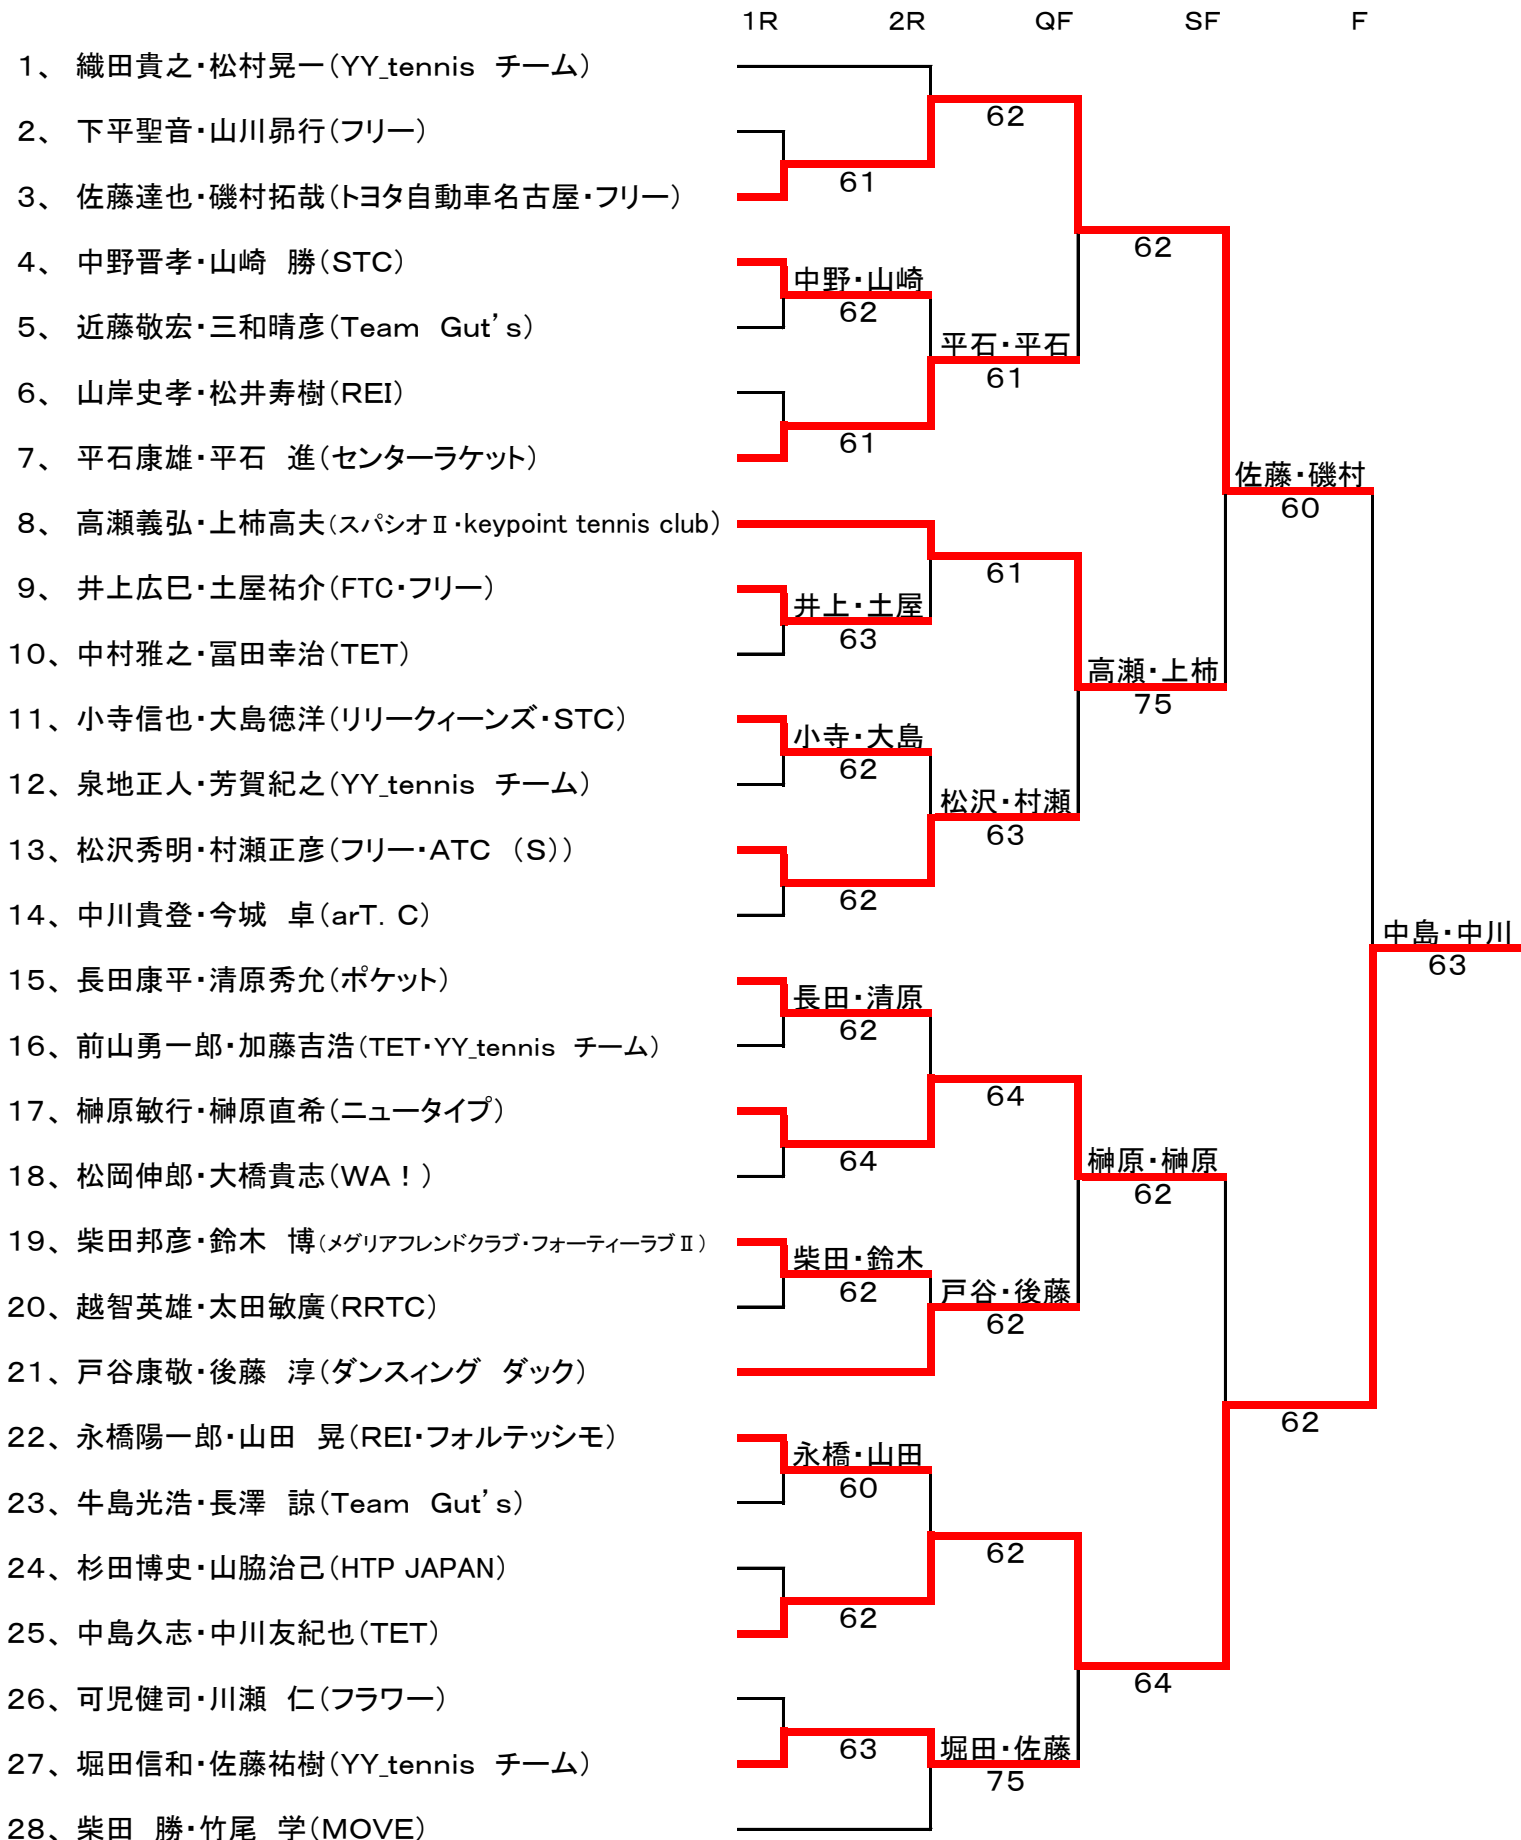 1R 2R QF SF F
1、 織田貴之・松村晃一(YY_tennis チーム)
62
2、 下平聖音・山川昴行(フリー)
61
3、 佐藤達也・磯村拓哉(トヨタ自動車名古屋・フリー)
62
4、 中野晋孝・山崎 勝(STC)
中野・山崎
62
5、 近藤敬宏・三和晴彦(Team Gut's)
平石・平石
61
6、 山岸史孝・松井寿樹(REI)
61
7、 平石康雄・平石 進(センターラケット)
佐藤・磯村
60
8、 高瀬義弘・上柿高夫(スパシオⅡ・keypoint tennis club)
61
9、 井上広巳・土屋祐介(FTC・フリー)
井上・土屋
63
10、 中村雅之・冨田幸治(TET)
高瀬・上柿
75
11、 小寺信也・大島徳洋(リリークィーンズ・STC)
小寺・大島
62
12、 泉地正人・芳賀紀之(YY_tennis チーム)
松沢・村瀬
63
13、 松沢秀明・村瀬正彦(フリー・ATC (S))
62
14、 中川貴登・今城 卓(arT. C)
中島・中川
63
15、 長田康平・清原秀允(ポケット)
長田・清原
62
16、 前山勇一郎・加藤吉浩(TET・YY_tennis チーム)
64
17、 榊原敏行・榊原直希(ニュータイプ)
64
18、 松岡伸郎・大橋貴志(WA！)
榊原・榊原
62
19、 柴田邦彦・鈴木 博(メグリアフレンドクラブ・フォーティーラブⅡ)
柴田・鈴木
62
20、 越智英雄・太田敏廣(RRTC)
戸谷・後藤
62
21、 戸谷康敬・後藤 淳(ダンスィング ダック)
62
22、 永橋陽一郎・山田 晃(REI・フォルテッシモ)
永橋・山田
60
23、 牛島光浩・長澤 諒(Team Gut's)
62
24、 杉田博史・山脇治己(HTP JAPAN)
62
25、 中島久志・中川友紀也(TET)
64
26、 可児健司・川瀬 仁(フラワー)
63
27、 堀田信和・佐藤祐樹(YY_tennis チーム)
堀田・佐藤
75
28、 柴田 勝・竹尾 学(MOVE)